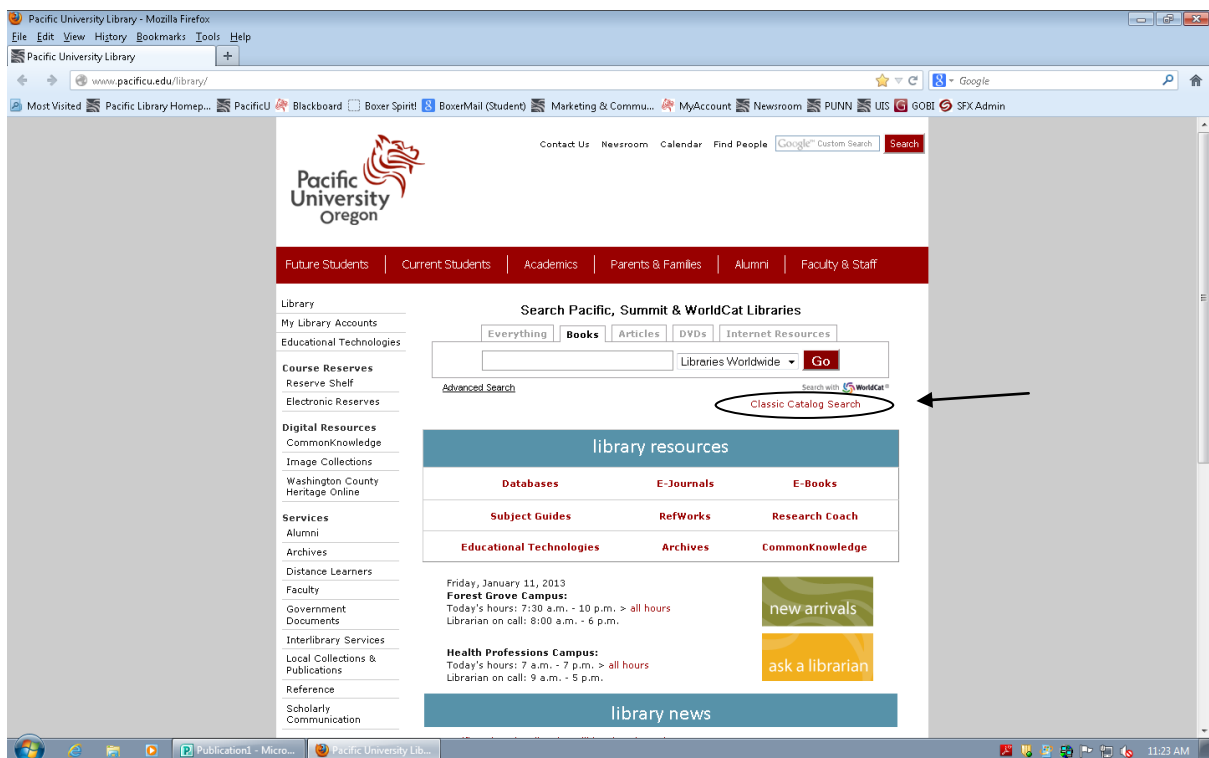 Pacific University Library - Mozilla Firefox
File Edit View History Bookmarks Tools Help
Pacific University Library +
www.pacificu.edu/library/ Google
Most Visited Pacific Library Homep... PacificU Blackboard Boxer Spirit! BoxerMail (Student) Marketing & Commu... MyAccount Newsroom PUNN UIS GOBI SFX Admin
Contact Us Newsroom Calendar Find People Google™ Custom Search Search
Pacific
University
Oregon
Future Students Current Students Academics Parents & Families Alumni Faculty & Staff
Library
My Library Accounts
Educational Technologies
Course Reserves
Reserve Shelf
Electronic Reserves
Digital Resources
CommonKnowledge
Image Collections
Washington County
Heritage Online
Services
Alumni
Archives
Distance Learners
Faculty
Government
Documents
Interlibrary Services
Local Collections &
Publications
Reference
Scholarly
Communication
Search Pacific, Summit & WorldCat Libraries
Everything Books Articles DVDs Internet Resources
Libraries Worldwide Go
Advanced Search Search with WorldCat®
Classic Catalog Search
library resources
Databases E-Journals E-Books
Subject Guides RefWorks Research Coach
Educational Technologies Archives CommonKnowledge
Friday, January 11, 2013
Forest Grove Campus:
Today's hours: 7:30 a.m. - 10 p.m. > all hours
Librarian on call: 8:00 a.m. - 6 p.m.
Health Professions Campus:
Today's hours: 7 a.m. - 7 p.m. > all hours
Librarian on call: 9 a.m. - 5 p.m.
new arrivals
ask a librarian
library news
Publication1 - Micro... Pacific University Lib... 11:23 AM